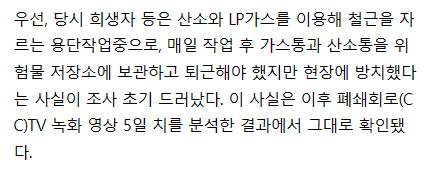 우선, 당시 희생자 등은 산소와 LP가스를 이용해 철근을 자
르는 용단작업중으로, 매일 작업 후 가스통과 산소통을 위
험물 저장소에 보관하고 퇴근해야 했지만 현장에 방치했다
는 사실이 조사 초기 드러났다. 이 사실은 이후 폐쇄회로(C
C)TV 녹화 영상 5일 치를 분석한 결과에서 그대로 확인됐
다.